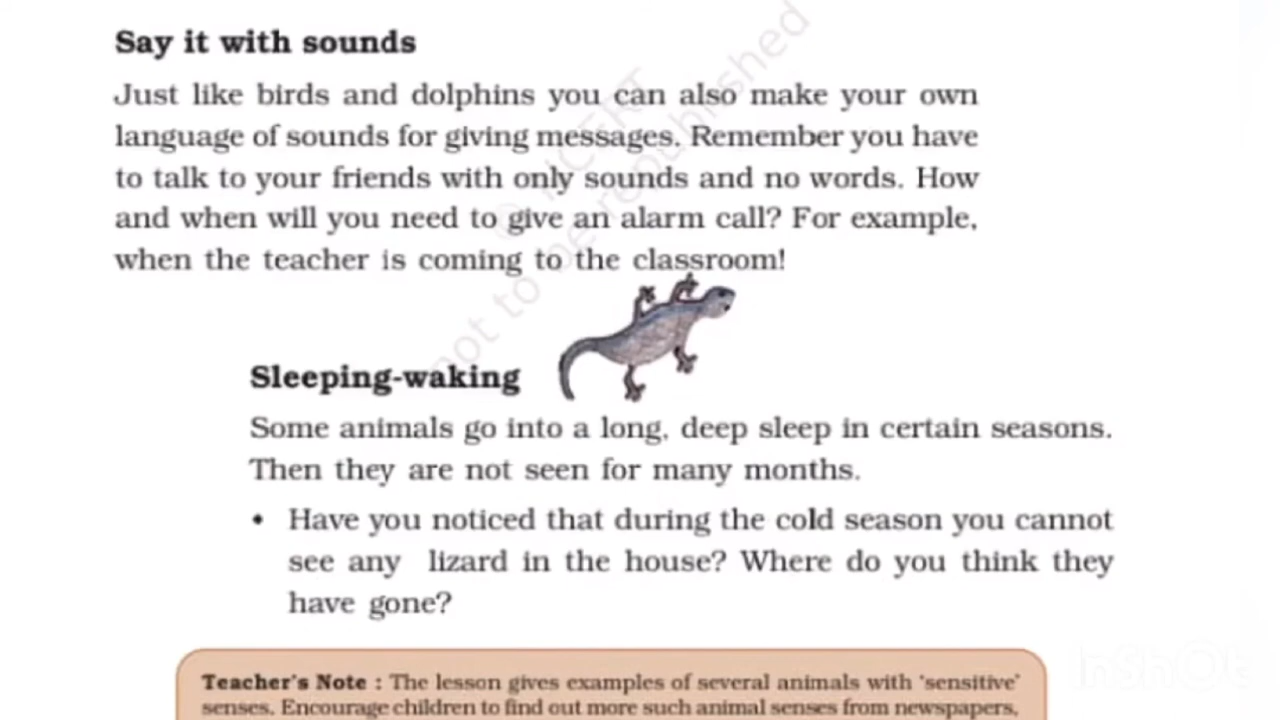 Say it with sounds
Just like birds and dolphins you can also make your own
language of sounds for giving messages. Remember you have
to talk to your friends with only sounds and no words. How
and when will you need to give an alarm call? For example,
when the teacher is coming to the classroom!
Sleeping-waking
Some animals go into a long, deep sleep in certain seasons.
Then they are not seen for many months.
• Have you noticed that during the cold season you cannot
see any lizard in the house? Where do you think they
have gone?
Teacher's Note : The lesson gives examples of several animals with 'sensitive'
senses. Encourage children to find out more such animal senses from newspapers,
© NCERT
not to be republished
InShOt